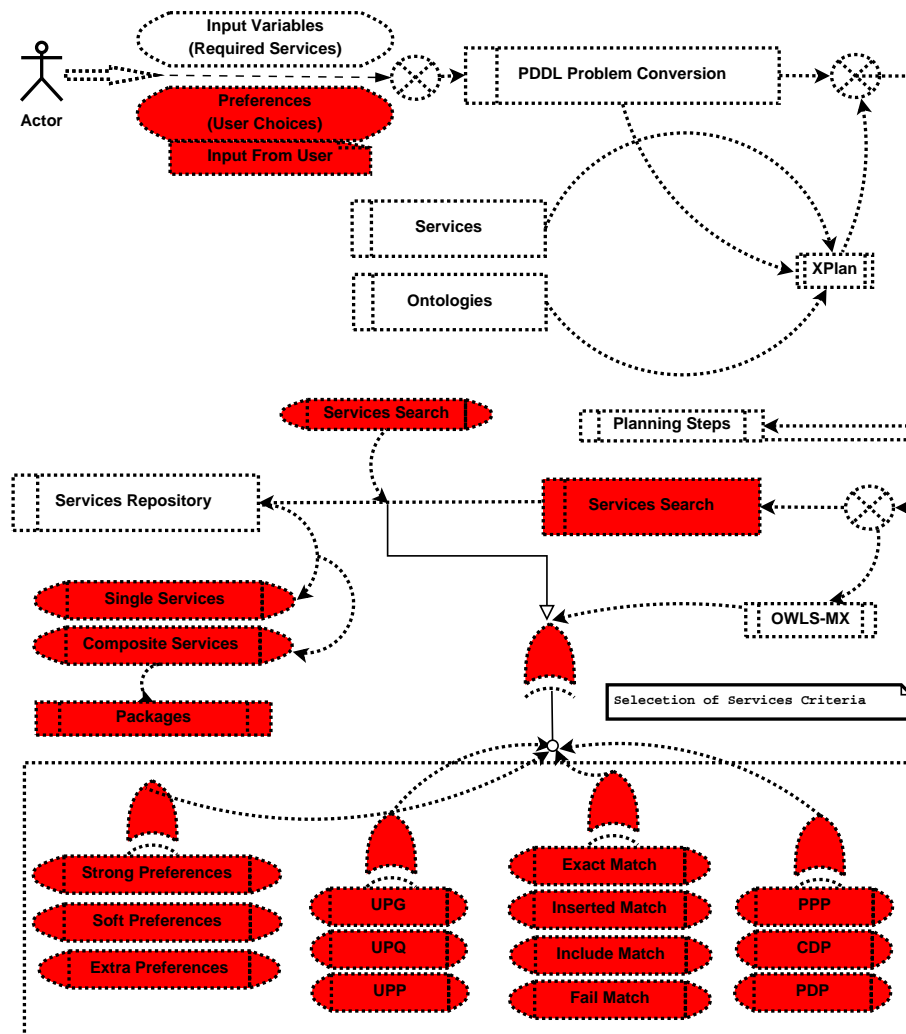 Input Variables
(Required Services)
PDDL Problem Conversion
Actor
Preferences
(User Choices)
Input From User
Services
XPlan
Ontologies
Services Search
Planning Steps
Services Repository
Services Search
Single Services
Composite Services
OWLS-MX
Packages
Selecetion of Services Criteria
Strong Preferences
Soft Preferences
Extra Preferences
UPG
UPQ
UPP
Exact Match
Inserted Match
Include Match
Fail Match
PPP
CDP
PDP